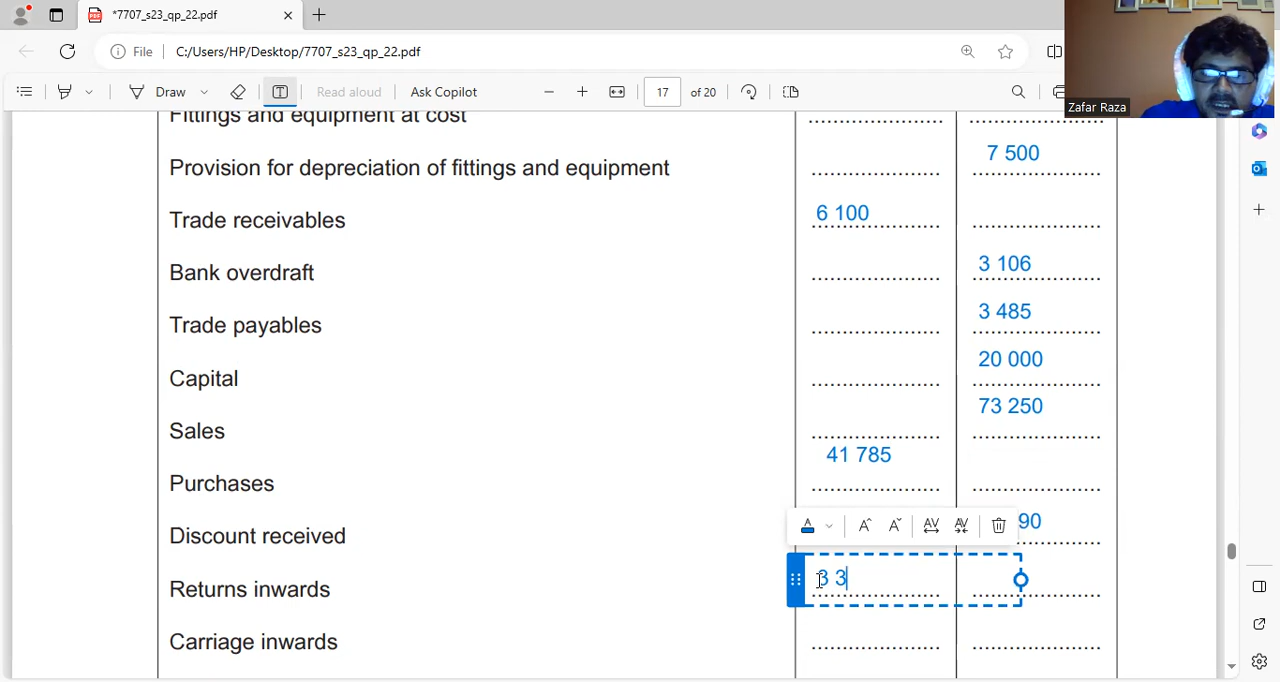 *7707_s23_qp_22.pdf
File C:/Users/HP/Desktop/7707_s23_qp_22.pdf
Draw Read aloud Ask Copilot 17 of 20
Zafar Raza
Fittings and equipment at cost
Provision for depreciation of fittings and equipment 7 500
Trade receivables 6 100
Bank overdraft 3 106
Trade payables 3 485
Capital 20 000
Sales 73 250
Purchases 41 785
Discount received 90
Returns inwards 3 3
Carriage inwards